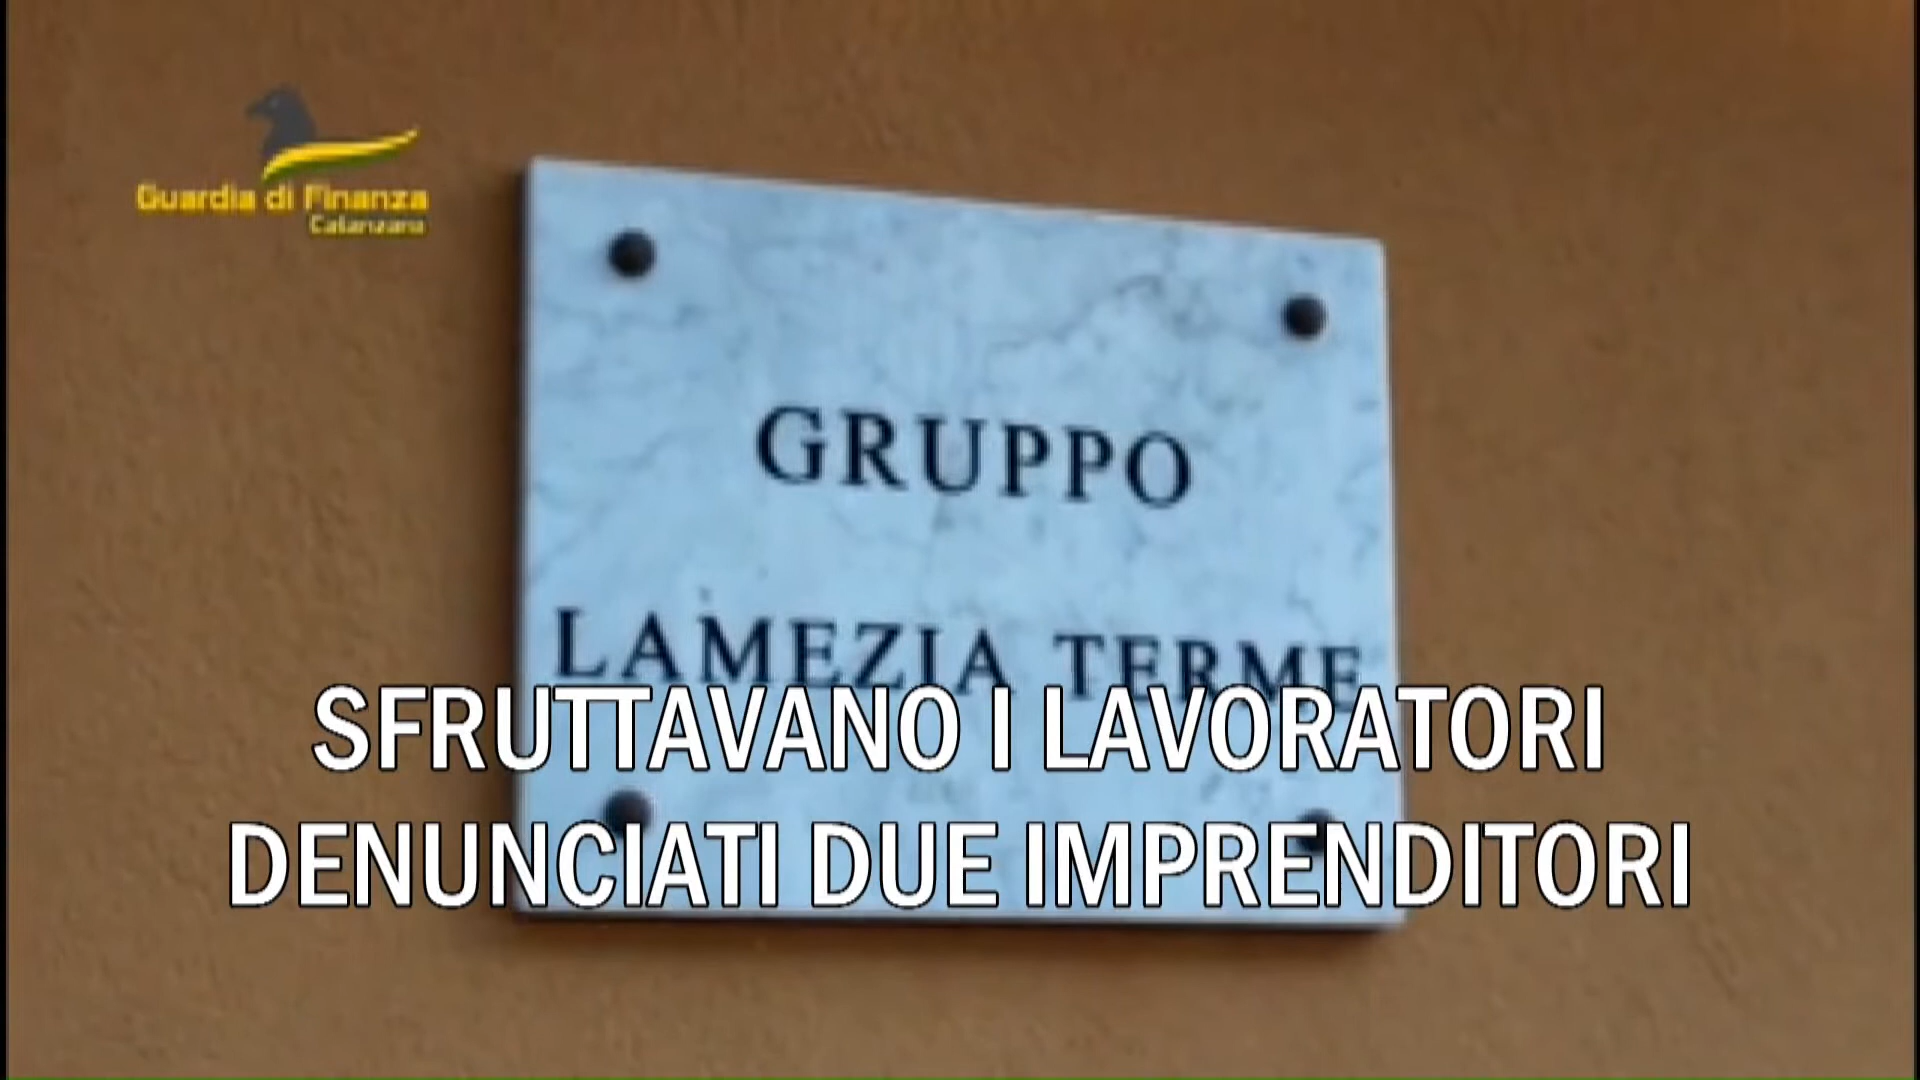 Guardia di Finanza
Catanzaro
GRUPPO
LAMEZIA TERME
SFRUTTAVANO I LAVORATORI
DENUNCIATI DUE IMPRENDITORI